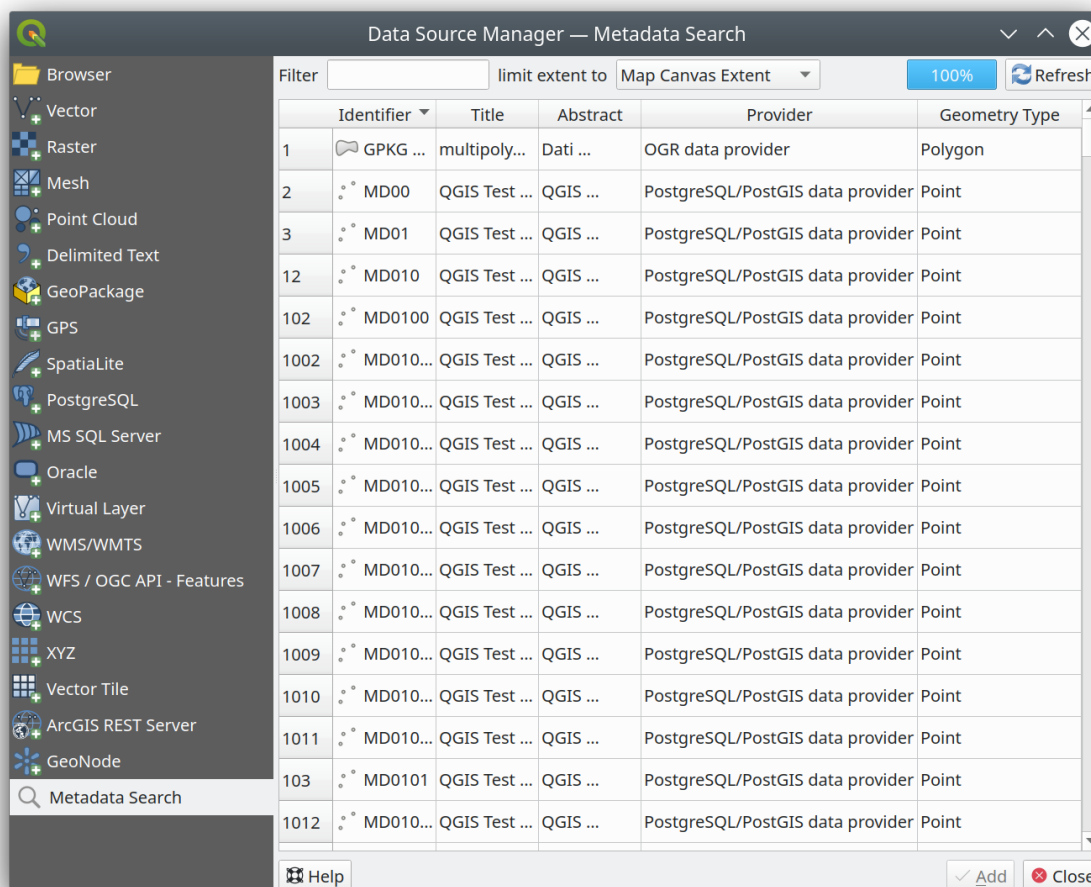 Data Source Manager — Metadata Search
Browser
Vector
Raster
Mesh
Point Cloud
Delimited Text
GeoPackage
GPS
SpatiaLite
PostgreSQL
MS SQL Server
Oracle
Virtual Layer
WMS/WMTS
WFS / OGC API - Features
WCS
XYZ
Vector Tile
ArcGIS REST Server
GeoNode
Metadata Search
Filter limit extent to Map Canvas Extent 100% Refresh
Identifier Title Abstract Provider Geometry Type
1 GPKG ... multipoly... Dati ... OGR data provider Polygon
2 MD00 QGIS Test ... QGIS ... PostgreSQL/PostGIS data provider Point
3 MD01 QGIS Test ... QGIS ... PostgreSQL/PostGIS data provider Point
12 MD010 QGIS Test ... QGIS ... PostgreSQL/PostGIS data provider Point
102 MD0100 QGIS Test ... QGIS ... PostgreSQL/PostGIS data provider Point
1002 MD010... QGIS Test ... QGIS ... PostgreSQL/PostGIS data provider Point
1003 MD010... QGIS Test ... QGIS ... PostgreSQL/PostGIS data provider Point
1004 MD010... QGIS Test ... QGIS ... PostgreSQL/PostGIS data provider Point
1005 MD010... QGIS Test ... QGIS ... PostgreSQL/PostGIS data provider Point
1006 MD010... QGIS Test ... QGIS ... PostgreSQL/PostGIS data provider Point
1007 MD010... QGIS Test ... QGIS ... PostgreSQL/PostGIS data provider Point
1008 MD010... QGIS Test ... QGIS ... PostgreSQL/PostGIS data provider Point
1009 MD010... QGIS Test ... QGIS ... PostgreSQL/PostGIS data provider Point
1010 MD010... QGIS Test ... QGIS ... PostgreSQL/PostGIS data provider Point
1011 MD010... QGIS Test ... QGIS ... PostgreSQL/PostGIS data provider Point
103 MD0101 QGIS Test ... QGIS ... PostgreSQL/PostGIS data provider Point
1012 MD010... QGIS Test ... QGIS ... PostgreSQL/PostGIS data provider Point
Help Add Close